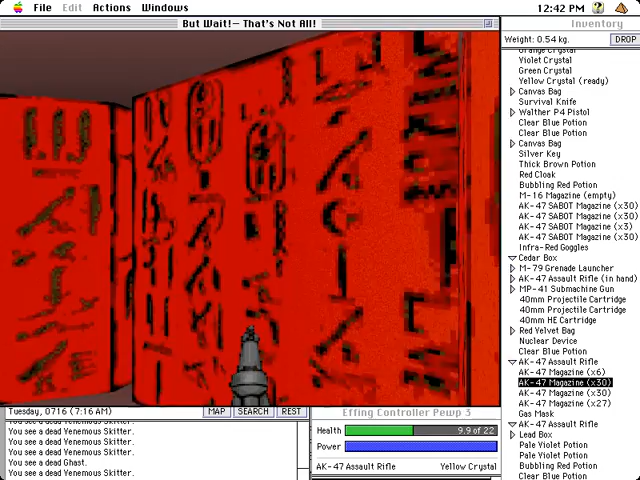 File Edit Actions Windows 12:42 PM
But Wait!— That's Not All!
Inventory
Weight: 0.54 kg. DROP
Orange Crystal
Violet Crystal
Green Crystal
Yellow Crystal (ready)
Canvas Bag
Survival Knife
Walther P4 Pistol
Clear Blue Potion
Clear Blue Potion
Canvas Bag
Silver Key
Thick Brown Potion
Red Cloak
Bubbling Red Potion
M-16 Magazine (empty)
AK-47 SABOT Magazine (x30)
AK-47 SABOT Magazine (x30)
AK-47 SABOT Magazine (x3)
AK-47 SABOT Magazine (x30)
Infra-Red Goggles
Cedar Box
M-79 Grenade Launcher
AK-47 Assault Rifle (in hand)
MP-41 Submachine Gun
40mm Projectile Cartridge
40mm Projectile Cartridge
40mm HE Cartridge
Red Velvet Bag
Nuclear Device
Clear Blue Potion
AK-47 Assault Rifle
AK-47 Magazine (x6)
AK-47 Magazine (x30)
AK-47 Magazine (x30)
AK-47 Magazine (x27)
Gas Mask
AK-47 Assault Rifle
Lead Box
Pale Violet Potion
Pale Violet Potion
Bubbling Red Potion
Clear Blue Potion
Tuesday, 0716 (7:16 AM) MAP SEARCH REST
You see a dead Venemous Skitter.
You see a dead Venemous Skitter.
You see a dead Venemous Skitter.
You see a dead Ghast.
You see a dead Venemous Skitter.
Effing Controller Pewp 3
Health 9.9 of 22
Power
AK-47 Assault Rifle Yellow Crystal